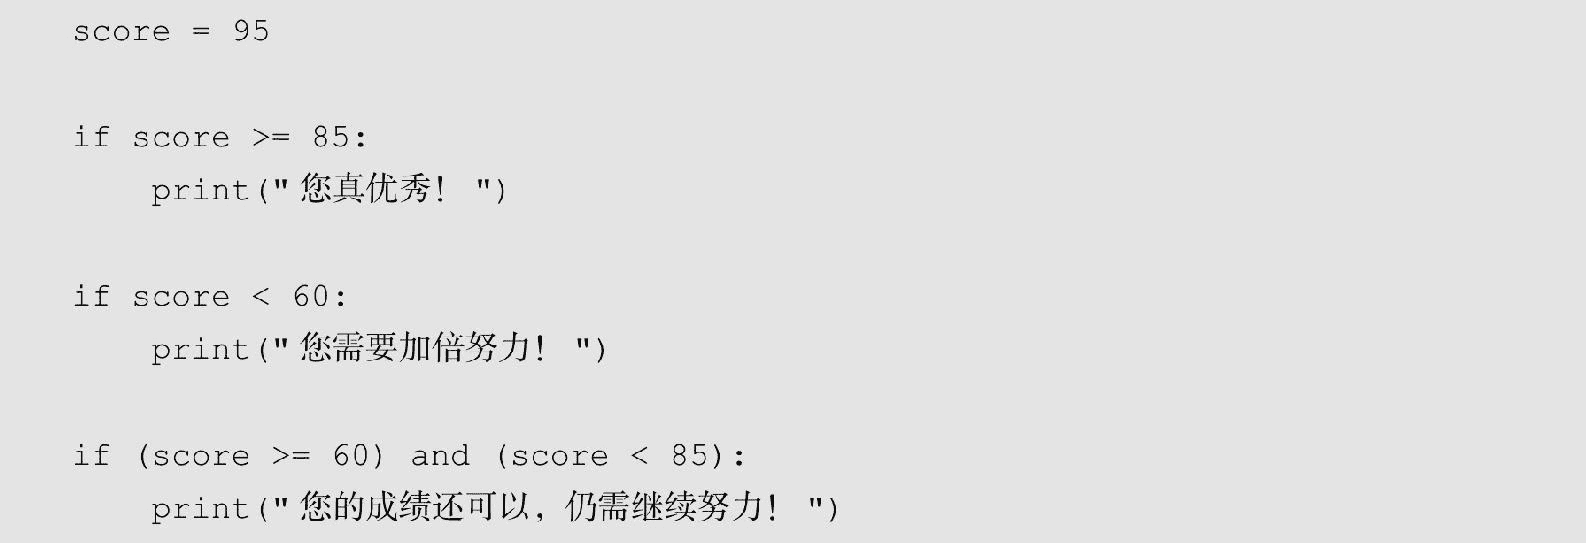 score = 95
if score >= 85:
    print("您真优秀！")
if score < 60:
    print("您需要加倍努力！")
if (score >= 60) and (score < 85):
    print("您的成绩还可以，仍需继续努力！")